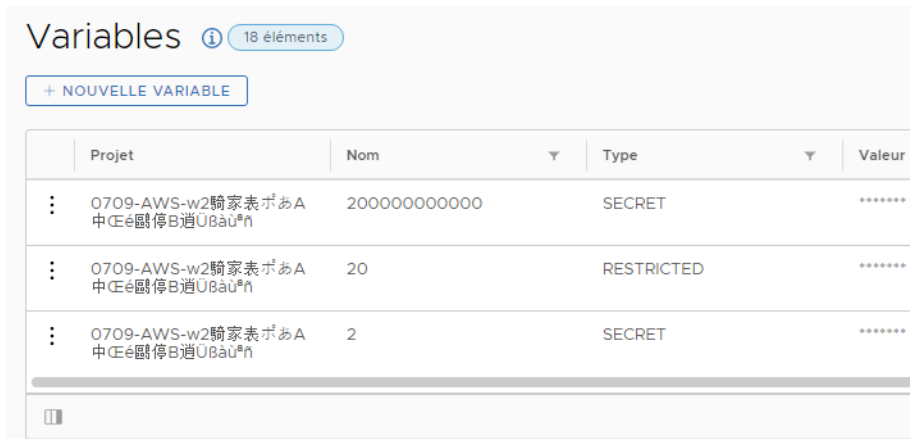 Variables 18 éléments
+ NOUVELLE VARIABLE
Projet Nom Type Valeur
0709-AWS-w2騎家表ポあA 200000000000 SECRET *******
中Œé鷗停B逍Üßàùªñ
0709-AWS-w2騎家表ポあA 20 RESTRICTED *******
中Œé鷗停B逍Üßàùªñ
0709-AWS-w2騎家表ポあA 2 SECRET *******
中Œé鷗停B逍Üßàùªñ